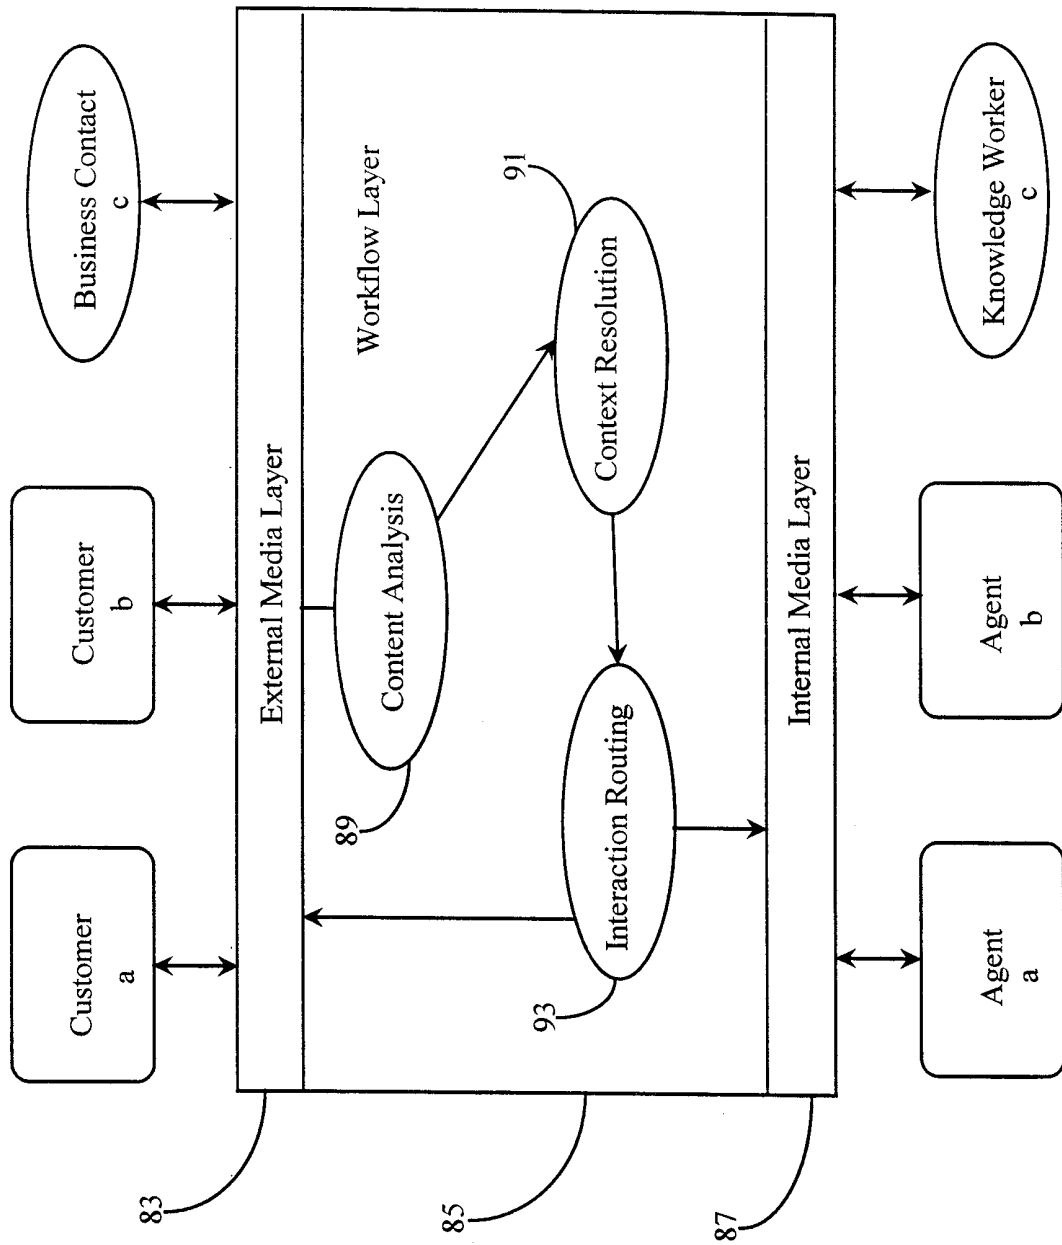 Customer
a
Customer
b
Business Contact
c
83
External Media Layer
85
Workflow Layer
89
Content Analysis
91
Context Resolution
93
Interaction Routing
87
Internal Media Layer
Agent
a
Agent
b
Knowledge Worker
c